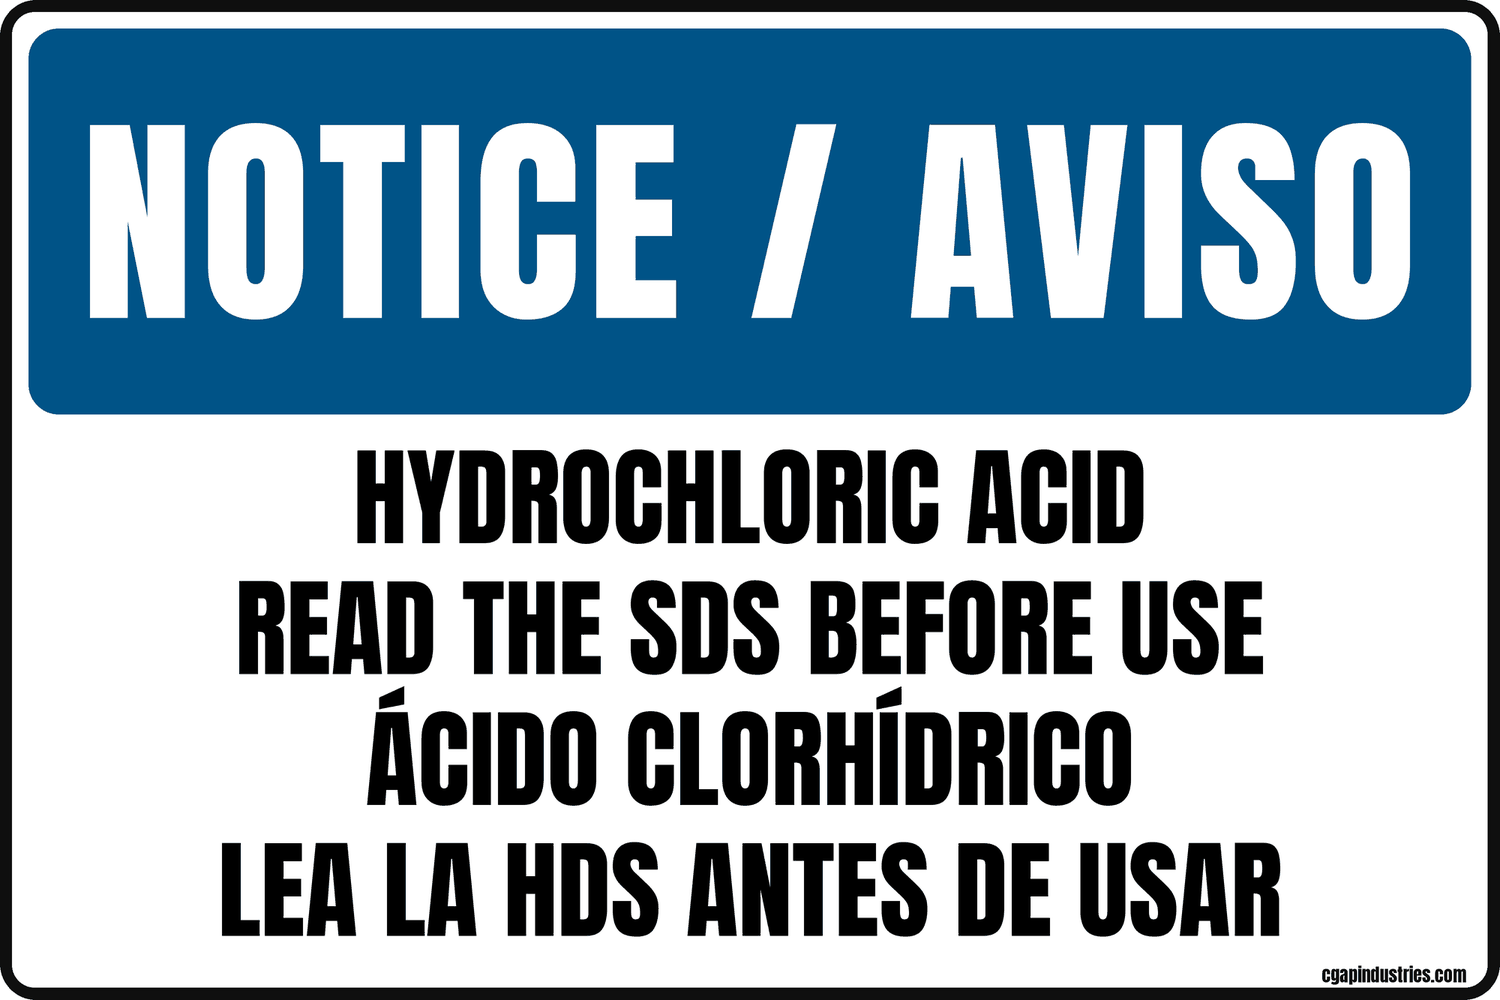 NOTICE / AVISO
HYDROCHLORIC ACID
READ THE SDS BEFORE USE
ÁCIDO CLORHÍDRICO
LEA LA HDS ANTES DE USAR
cgapindustries.com